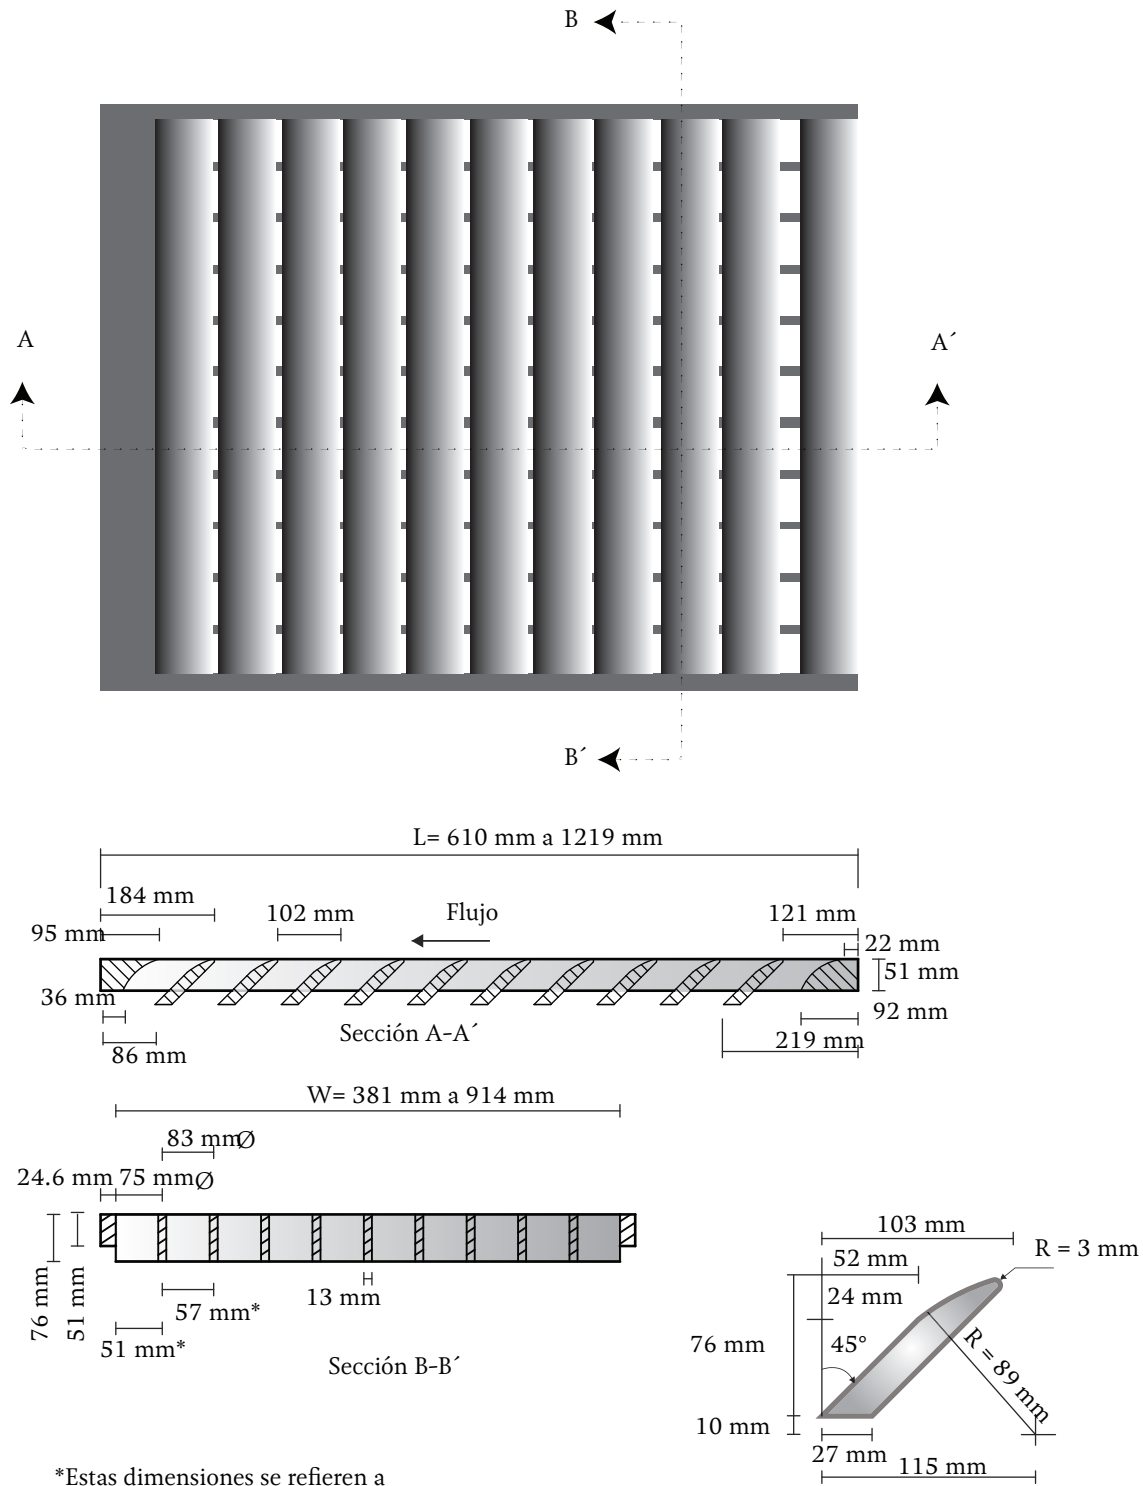 B
A
A´
B´
L= 610 mm a 1219 mm
184 mm
102 mm
Flujo
121 mm
95 mm
22 mm
51 mm
36 mm
92 mm
Sección A-A´
219 mm
86 mm
W= 381 mm a 914 mm
83 mmØ
24.6 mm 75 mmØ
76 mm
51 mm
13 mm
57 mm*
51 mm*
Sección B-B´
103 mm
R = 3 mm
52 mm
24 mm
76 mm
45°
R = 89 mm
10 mm
27 mm
115 mm
*Estas dimensiones se refieren a